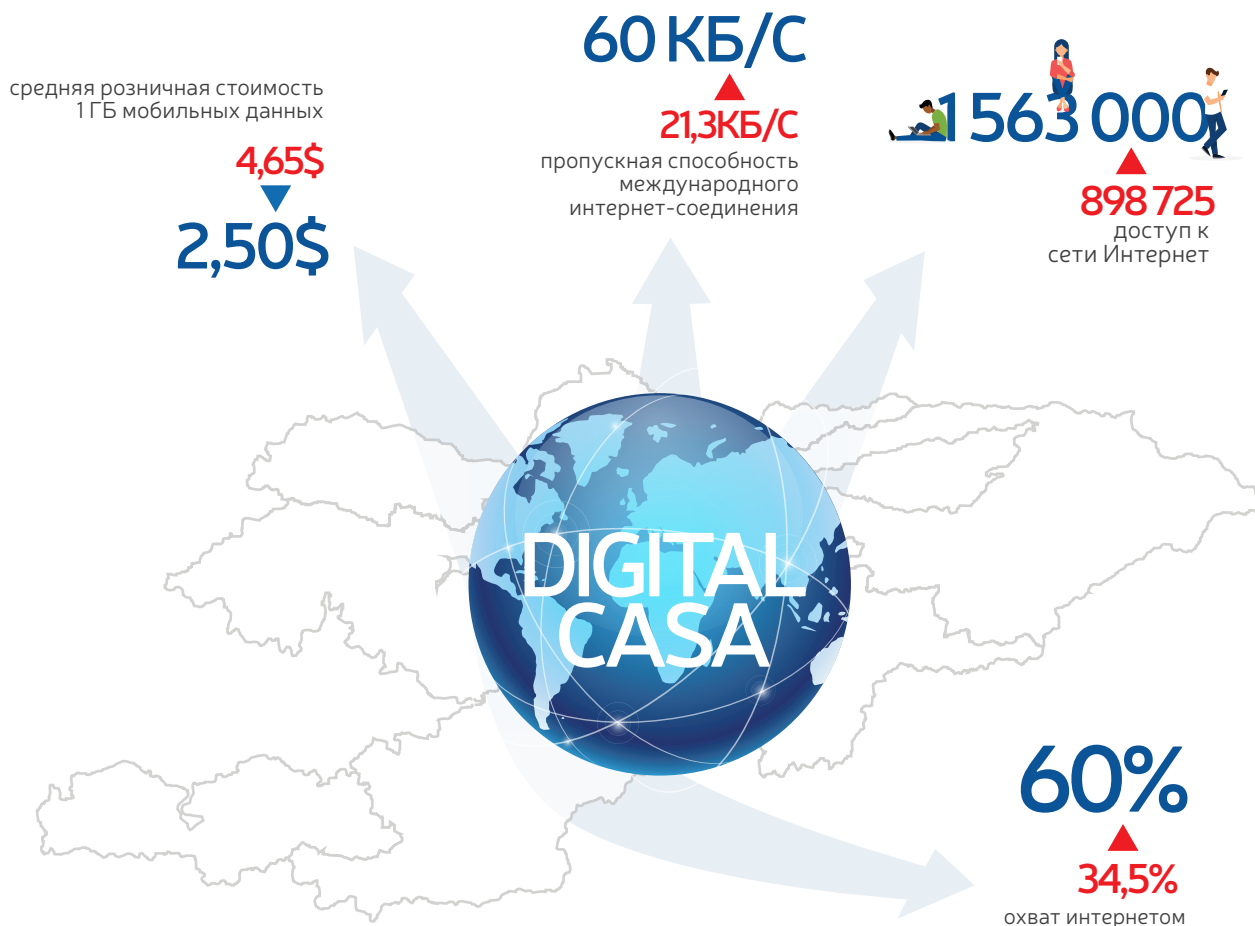 средняя розничная стоимость
1 ГБ мобильных данных
4,65$
2,50$
60 КБ/С
21,3КБ/С
пропускная способность
международного
интернет-соединения
1 563 000
898 725
доступ к
сети Интернет
DIGITAL
CASA
60%
34,5%
охват интернетом